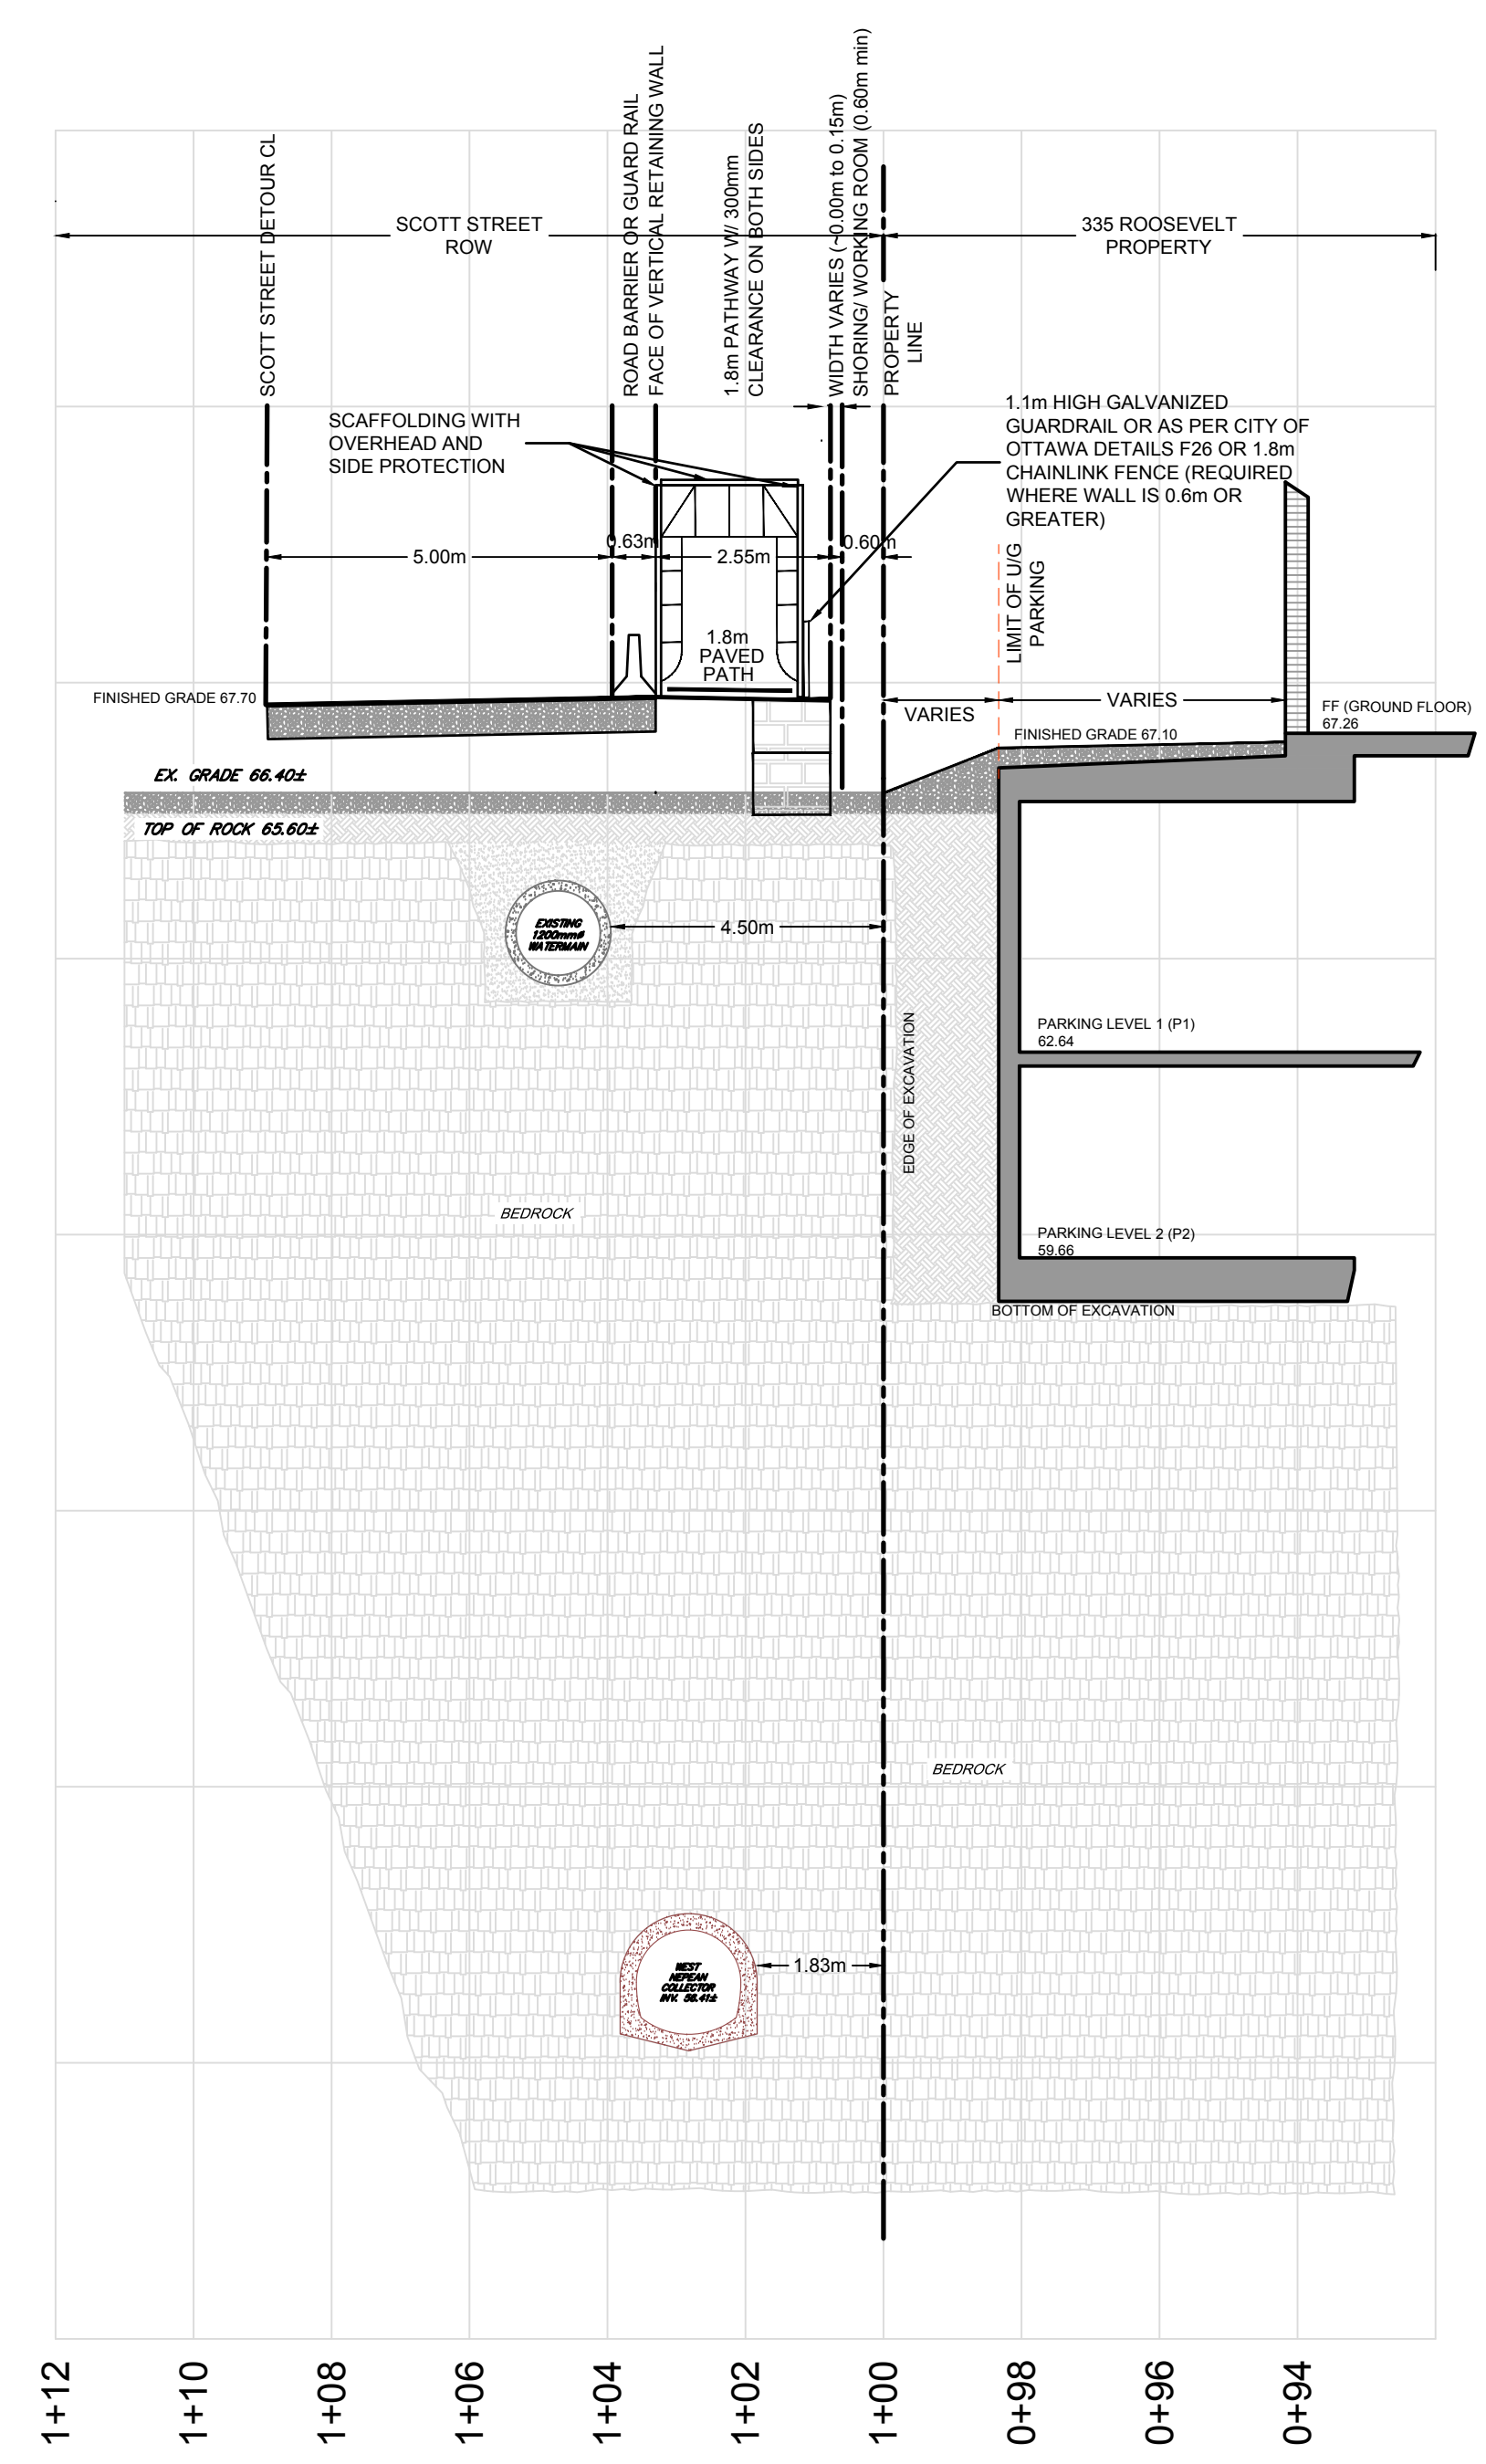 SCOTT STREET DETOUR CL
ROAD BARRIER OR GUARD RAIL
FACE OF VERTICAL RETAINING WALL
1.8m PATHWAY W/ 300mm
CLEARANCE ON BOTH SIDES
WIDTH VARIES (~0.00m to 0.15m)
SHORING/ WORKING ROOM (0.60m min)
PROPERTY
LINE
SCOTT STREET
ROW
335 ROOSEVELT
PROPERTY
SCAFFOLDING WITH
OVERHEAD AND
SIDE PROTECTION
1.1m HIGH GALVANIZED
GUARDRAIL OR AS PER CITY OF
OTTAWA DETAILS F26 OR 1.8m
CHAINLINK FENCE (REQUIRED
WHERE WALL IS 0.6m OR
GREATER)
5.00m
0.63m
2.55m
0.60m
LIMIT OF U/G
PARKING
1.8m
PAVED
PATH
FINISHED GRADE 67.70
VARIES
VARIES
FF (GROUND FLOOR)
67.26
FINISHED GRADE 67.10
EX. GRADE 66.40±
TOP OF ROCK 65.60±
EXISTING
1200mmø
WATERMAIN
4.50m
EDGE OF EXCAVATION
PARKING LEVEL 1 (P1)
62.64
BEDROCK
PARKING LEVEL 2 (P2)
59.66
BOTTOM OF EXCAVATION
BEDROCK
WEST
NEPEAN
COLLECTOR
INV.
1.83m
1+12
1+10
1+08
1+06
1+04
1+02
1+00
0+98
0+96
0+94